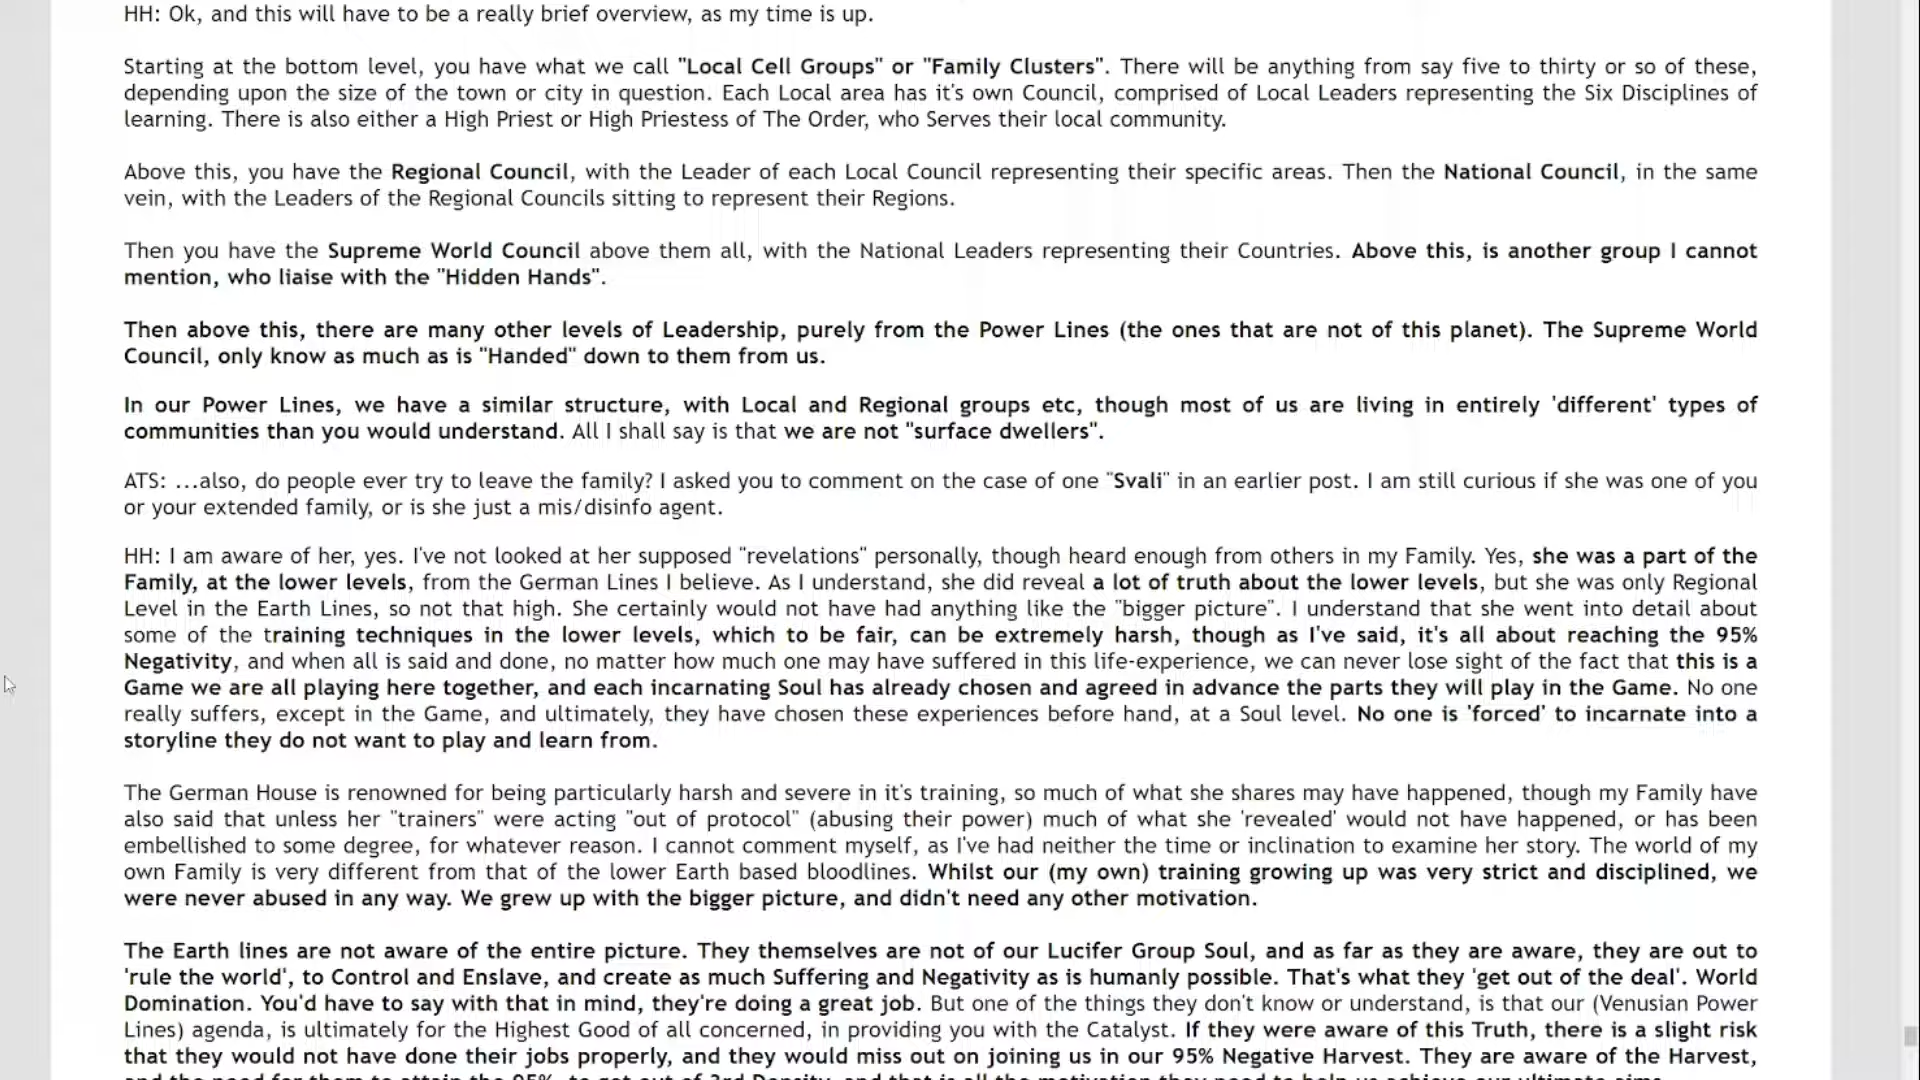 HH: Ok, and this will have to be a really brief overview, as my time is up.
Starting at the bottom level, you have what we call "Local Cell Groups" or "Family Clusters". There will be anything from say five to thirty or so of these,
depending upon the size of the town or city in question. Each Local area has it's own Council, comprised of Local Leaders representing the Six Disciplines of
learning. There is also either a High Priest or High Priestess of The Order, who Serves their local community.
Above this, you have the Regional Council, with the Leader of each Local Council representing their specific areas. Then the National Council, in the same
vein, with the Leaders of the Regional Councils sitting to represent their Regions.
Then you have the Supreme World Council above them all, with the National Leaders representing their Countries. Above this, is another group I cannot
mention, who liaise with the "Hidden Hands".
Then above this, there are many other levels of Leadership, purely from the Power Lines (the ones that are not of this planet). The Supreme World
Council, only know as much as is "Handed" down to them from us.
In our Power Lines, we have a similar structure, with Local and Regional groups etc, though most of us are living in entirely 'different' types of
communities than you would understand. All I shall say is that we are not "surface dwellers".
ATS: ...also, do people ever try to leave the family? I asked you to comment on the case of one "Svali" in an earlier post. I am still curious if she was one of you
or your extended family, or is she just a mis/disinfo agent.
HH: I am aware of her, yes. I've not looked at her supposed "revelations" personally, though heard enough from others in my Family. Yes, she was a part of the
Family, at the lower levels, from the German Lines I believe. As I understand, she did reveal a lot of truth about the lower levels, but she was only Regional
Level in the Earth Lines, so not that high. She certainly would not have had anything like the "bigger picture". I understand that she went into detail about
some of the training techniques in the lower levels, which to be fair, can be extremely harsh, though as I've said, it's all about reaching the 95%
Negativity, and when all is said and done, no matter how much one may have suffered in this life-experience, we can never lose sight of the fact that this is a
Game we are all playing here together, and each incarnating Soul has already chosen and agreed in advance the parts they will play in the Game. No one
really suffers, except in the Game, and ultimately, they have chosen these experiences before hand, at a Soul level. No one is 'forced' to incarnate into a
storyline they do not want to play and learn from.
The German House is renowned for being particularly harsh and severe in it's training, so much of what she shares may have happened, though my Family have
also said that unless her "trainers" were acting "out of protocol" (abusing their power) much of what she 'revealed' would not have happened, or has been
embellished to some degree, for whatever reason. I cannot comment myself, as I've had neither the time or inclination to examine her story. The world of my
own Family is very different from that of the lower Earth based bloodlines. Whilst our (my own) training growing up was very strict and disciplined, we
were never abused in any way. We grew up with the bigger picture, and didn't need any other motivation.
The Earth lines are not aware of the entire picture. They themselves are not of our Lucifer Group Soul, and as far as they are aware, they are out to
'rule the world', to Control and Enslave, and create as much Suffering and Negativity as is humanly possible. That's what they 'get out of the deal'. World
Domination. You'd have to say with that in mind, they're doing a great job. But one of the things they don't know or understand, is that our (Venusian Power
Lines) agenda, is ultimately for the Highest Good of all concerned, in providing you with the Catalyst. If they were aware of this Truth, there is a slight risk
that they would not have done their jobs properly, and they would miss out on joining us in our 95% Negative Harvest. They are aware of the Harvest,
and the need for them to attain the 95%, to get out of 3rd Density, and that is all the motivation they need to help us achieve our ultimate aims.